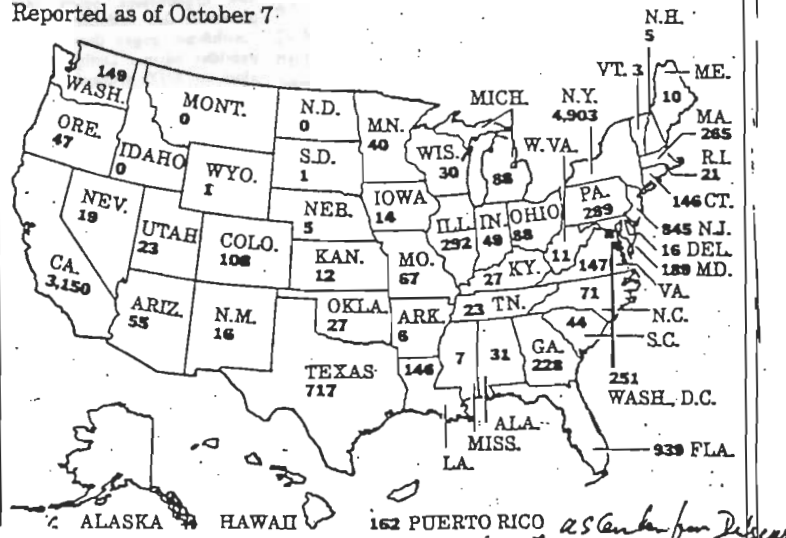 Reported as of October 7
N.H.
5
VT. 3
ME.
10
MICH.
88
N.Y.
4,903
MA.
265
149
WASH.
MONT.
0
N.D.
0
MN.
40
ORE.
47
IDAHO
0
S.D.
1
WIS.
30
W.VA.
11
R.I.
21
WYO.
1
146 CT.
NEV.
19
NEB.
5
IOWA
14
ILL.
292
IN.
49
OHIO
88
PA.
289
845 N.J.
UTAH
23
COLO.
108
16 DEL.
CA.
3,150
KAN.
12
MO.
67
27 KY.
147
189 MD.
VA.
ARIZ.
55
N.M.
16
OKLA.
27
ARK.
6
23 TN.
71
N.C.
44
S.C.
TEXAS
717
146
7
31
GA.
228
251
WASH., D.C.
ALA.
MISS.
LA.
939 FLA.
ALASKA
HAWAII
162 PUERTO RICO